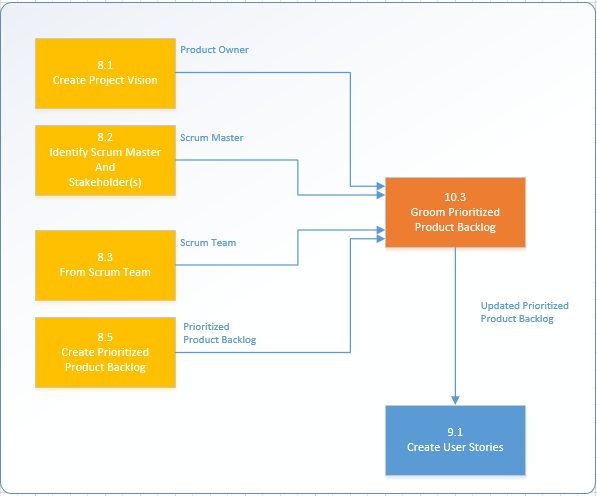 Product Owner
8.1
Create Project Vision
8.2
Identify Scrum Master
And
Stakeholder(s)
Scrum Master
10.3
Groom Prioritized
Product Backlog
8.3
From Scrum Team
Scrum Team
Prioritized
Product Backlog
8.5
Create Prioritized
Product Backlog
Updated Prioritized
Product Backlog
9.1
Create User Stories